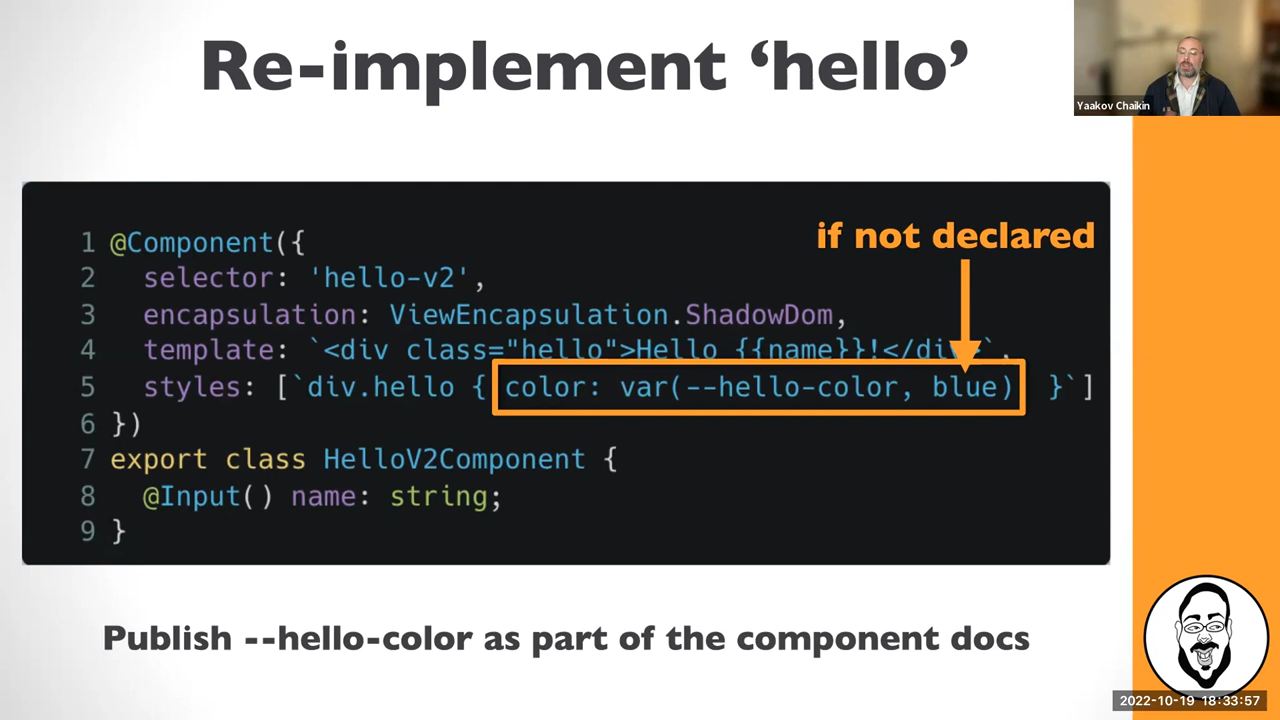 Re-implement ‘hello’
Yaakov Chaikin
if not declared
1 @Component({
2   selector: 'hello-v2',
3   encapsulation: ViewEncapsulation.ShadowDom,
4   template: `<div class="hello">Hello {{name}}!</div>`,
5   styles: [`div.hello { color: var(--hello-color, blue)  }`]
6 })
7 export class HelloV2Component {
8   @Input() name: string;
9 }
Publish --hello-color as part of the component docs
2022-10-19 18:33:57